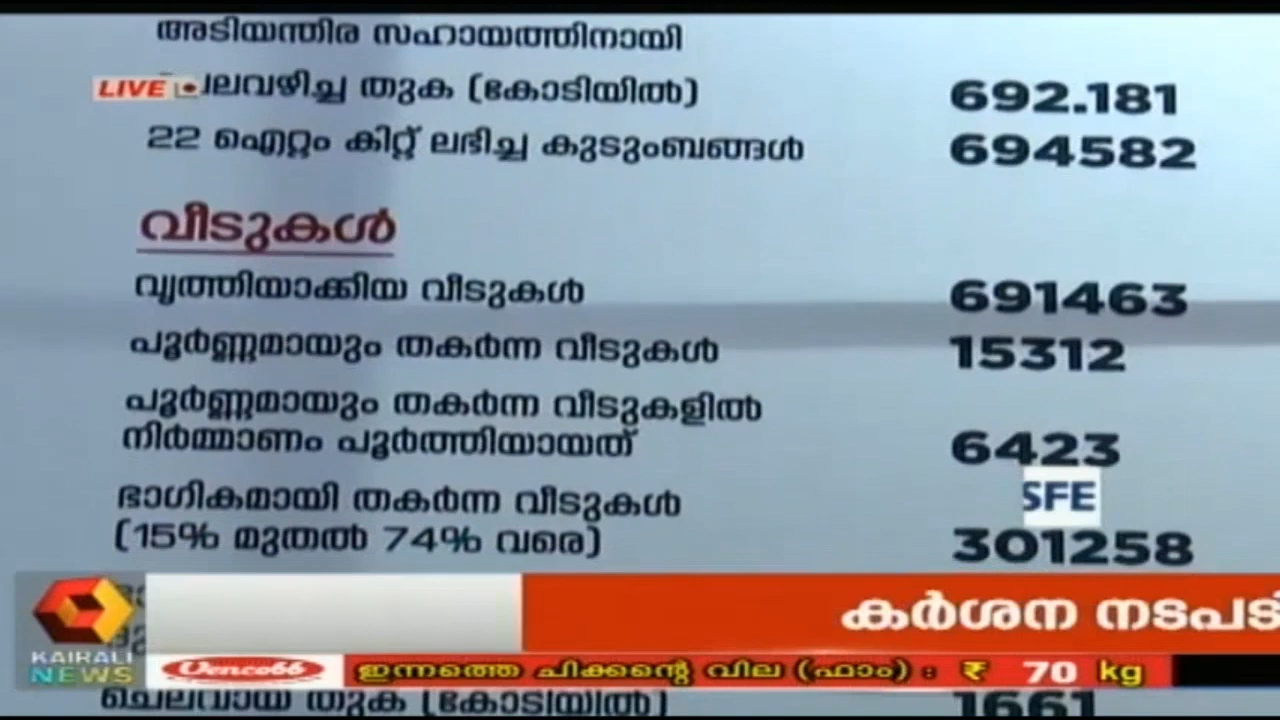 അടിയന്തിര സഹായത്തിനായി
LIVE
ലവഴിച്ച തുക (കോടിയിൽ) 692.181
22 ഐറ്റം കിറ്റ് ലഭിച്ച കുടുംബങ്ങൾ 694582
വീടുകൾ
വൃത്തിയാക്കിയ വീടുകൾ 691463
പൂർണ്ണമായും തകർന്ന വീടുകൾ 15312
പൂർണ്ണമായും തകർന്ന വീടുകളിൽ
നിർമ്മാണം പൂർത്തിയായത് 6423
SFE
ഭാഗികമായി തകർന്ന വീടുകൾ
(15% മുതൽ 74% വരെ) 301258
കർശന നടപടി
KAIRALI
NEWS
Venco66 ഇന്നത്തെ ചിക്കന്റെ വില (ഫാം) : ₹ 70 kg
ചെലവായ തുക (കോടിയിൽ) 1661